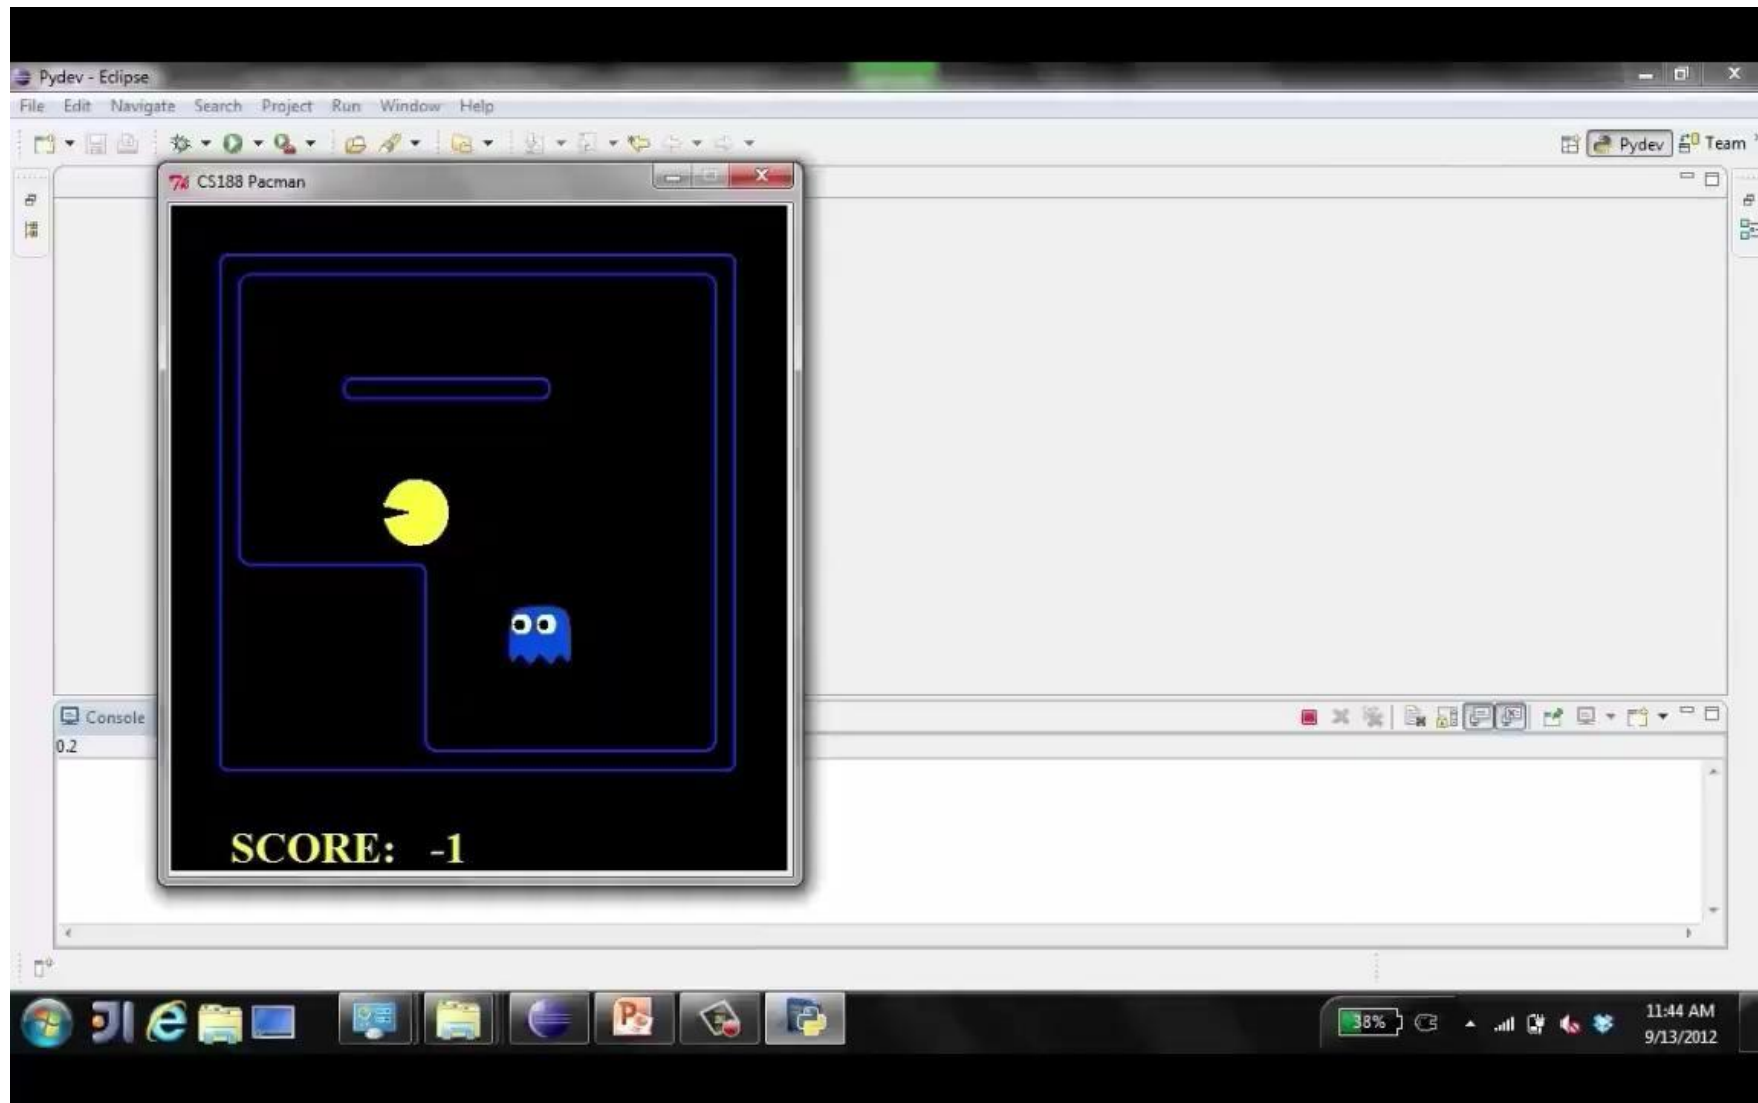 Pydev - Eclipse
File Edit Navigate Search Project Run Window Help
Pydev Team
CS188 Pacman
SCORE: -1
Console
0.2
38%
11:44 AM
9/13/2012